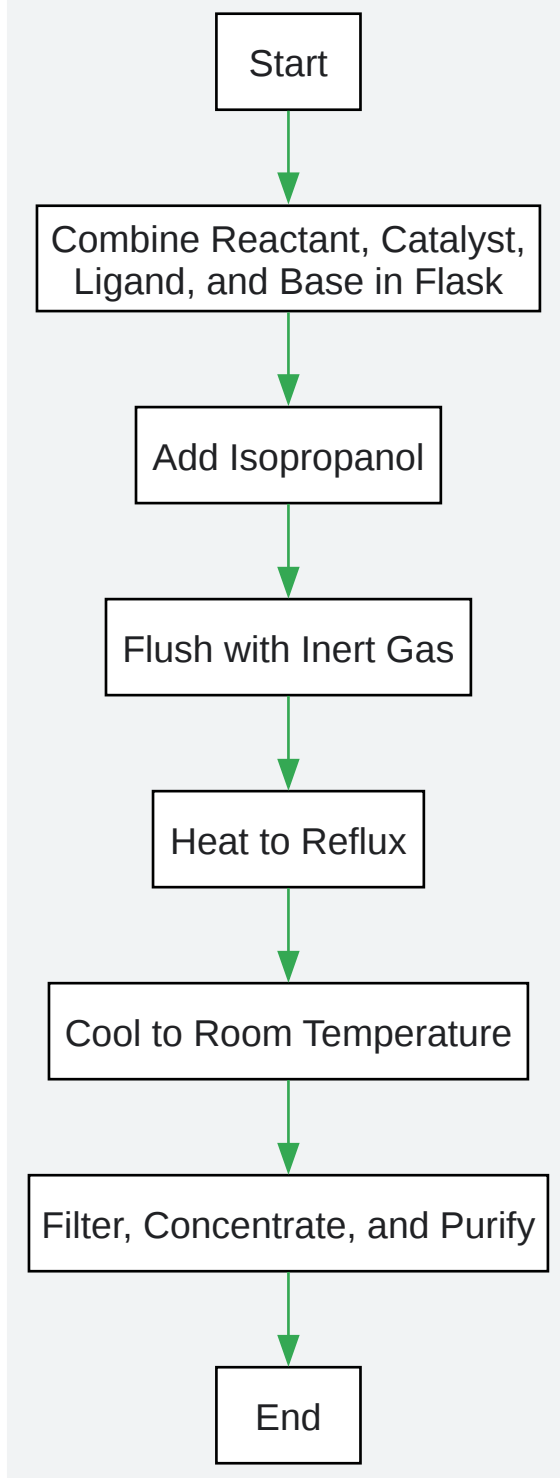 Start
Combine Reactant, Catalyst,
Ligand, and Base in Flask
Add Isopropanol
Flush with Inert Gas
Heat to Reflux
Cool to Room Temperature
Filter, Concentrate, and Purify
End